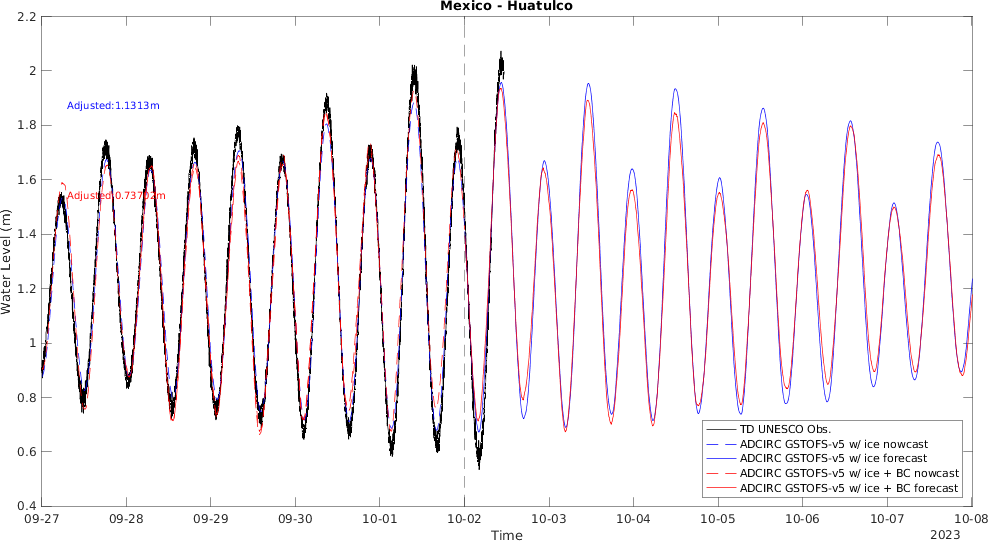 Mexico - Huatulco
2.2
2
1.8
1.6
1.4
1.2
1
0.8
0.6
0.4
Water Level (m)
Adjusted:1.1313m
Adjusted:0.73702m
TD UNESCO Obs.
ADCIRC GSTOFS-v5 w/ ice nowcast
ADCIRC GSTOFS-v5 w/ ice forecast
ADCIRC GSTOFS-v5 w/ ice + BC nowcast
ADCIRC GSTOFS-v5 w/ ice + BC forecast
09-27 09-28 09-29 09-30 10-01 10-02 10-03 10-04 10-05 10-06 10-07 10-08
Time
2023